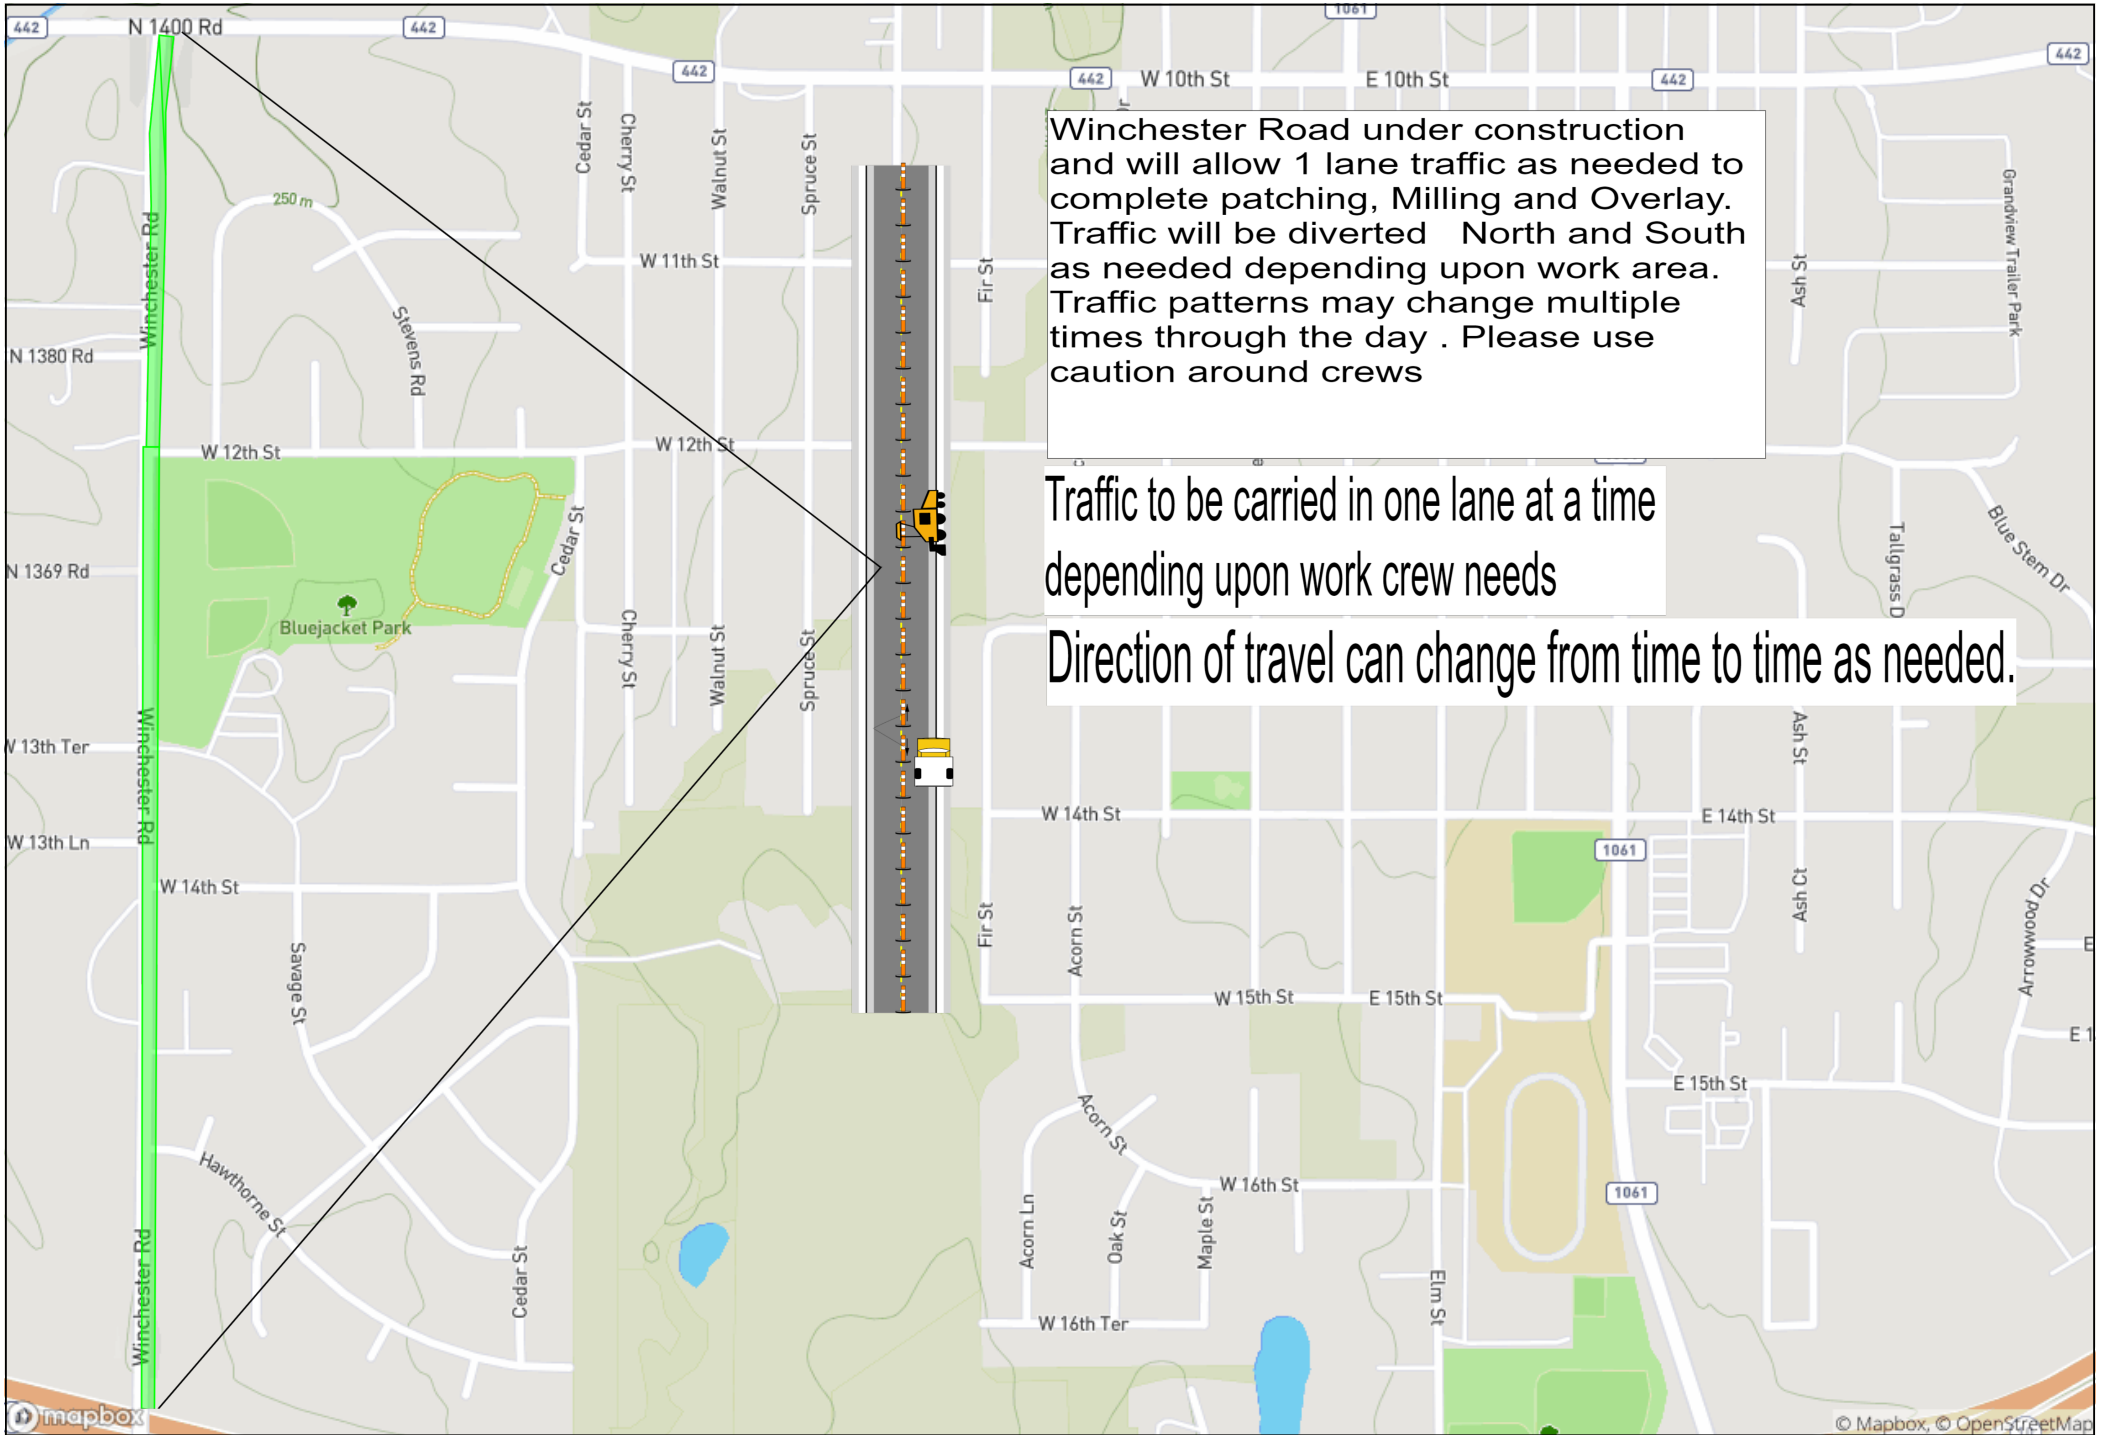 1061
442
N 1400 Rd
442
442
442
W 10th St
E 10th St
442
442
Cedar St
Cherry St
Walnut St
Spruce St
Winchester Road under construction
and will allow 1 lane traffic as needed to
complete patching, Milling and Overlay.
Traffic will be diverted   North and South
as needed depending upon work area.
Traffic patterns may change multiple
times through the day . Please use
caution around crews
250 m
Winchester Rd
W 11th St
Fir St
Ash St
Grandview Trailer Park
N 1380 Rd
Stevens Rd
W 12th St
W 12th St
Traffic to be carried in one lane at a time
depending upon work crew needs
Direction of travel can change from time to time as needed.
Cedar St
N 1369 Rd
Bluejacket Park
Cherry St
Walnut St
Spruce St
Tallgrass D
Blue Stem Dr
Winchester Rd
W 13th Ter
Ash St
W 13th Ln
W 14th St
E 14th St
1061
W 14th St
Savage St
Fir St
Acorn St
Ash Ct
Arrowwood Dr
E
W 15th St
E 15th St
E 1
E 15th St
Acorn St
Hawthorne St
W 16th St
1061
Winchester Rd
Cedar St
Acorn Ln
Oak St
Maple St
Elm St
W 16th Ter
mapbox
© Mapbox, © OpenStreetMap